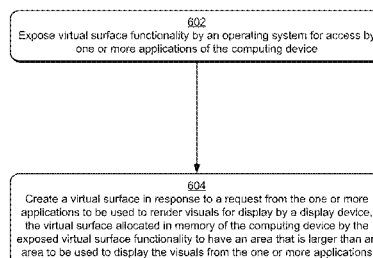 602
Expose virtual surface functionality by an operating system for access by
one or more applications of the computing device
604
Create a virtual surface in response to a request from the one or more
applications to be used to render visuals for display by a display device,
the virtual surface allocated in memory of the computing device by the
exposed virtual surface functionality to have an area that is larger than an
area to be used to display the visuals from the one or more applications